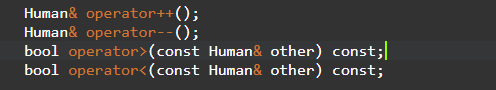 Human& operator++();
Human& operator--();
bool operator>(const Human& other) const;
bool operator<(const Human& other) const;